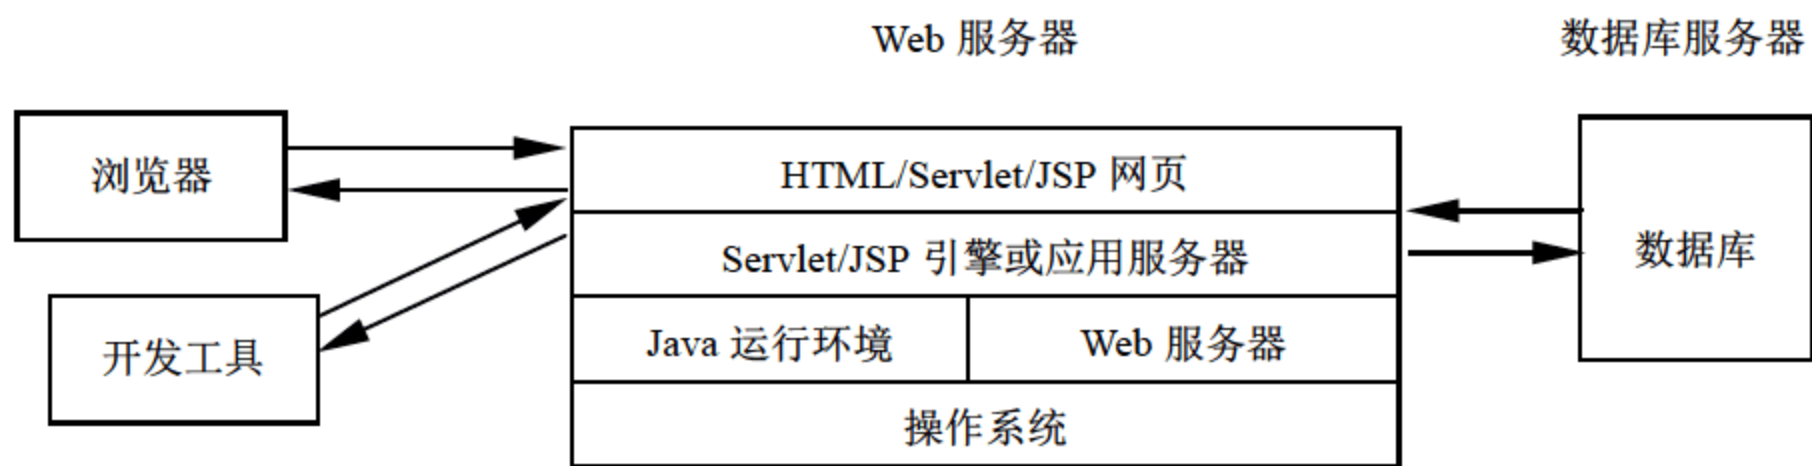 Web 服务器
数据库服务器
浏览器
HTML/Servlet/JSP 网页
Servlet/JSP 引擎或应用服务器
数据库
开发工具
Java 运行环境
Web 服务器
操作系统